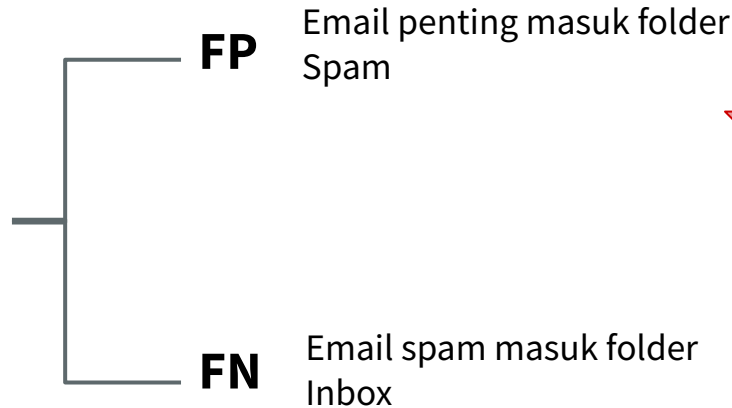 FP
Email penting masuk folder
Spam
FN
Email spam masuk folder
Inbox